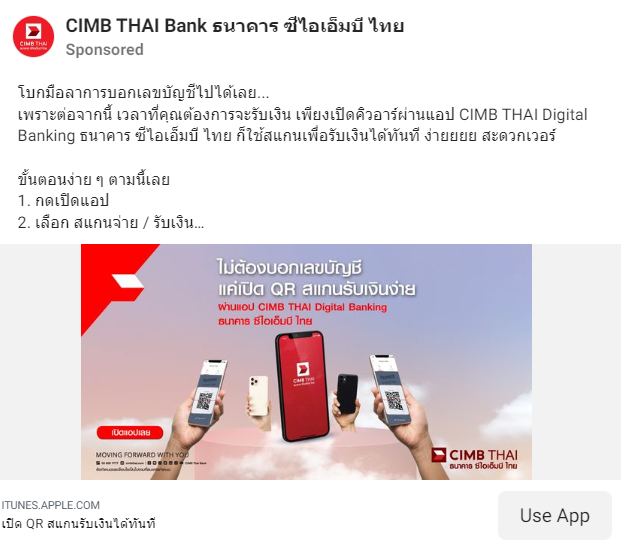 CIMB THAI Bank ธนาคาร ซีไอเอ็มบี ไทย
Sponsored
โบกมือลาการบอกเลขบัญชีไปได้เลย...
เพราะต่อจากนี้ เวลาที่คุณต้องการจะรับเงิน เพียงเปิดคิวอาร์ผ่านแอป CIMB THAI Digital
Banking ธนาคาร ซีไอเอ็มบี ไทย ก็ใช้สแกนเพื่อรับเงินได้ทันที ง่ายยยย สะดวกเวอร์
ขั้นตอนง่าย ๆ ตามนี้เลย
1. กดเปิดแอป
2. เลือก สแกนจ่าย / รับเงิน...
ไม่ต้องบอกเลขบัญชี
แค่เปิด QR สแกนรับเงินง่าย
ผ่านแอป CIMB THAI Digital Banking
ธนาคาร ซีไอเอ็มบี ไทย
CIMB THAI
เปิดแอปเลย
MOVING FORWARD WITH YOU
CIMB THAI
ธนาคาร ซีไอเอ็มบี ไทย
ITUNES.APPLE.COM
เปิด QR สแกนรับเงินได้ทันที
Use App